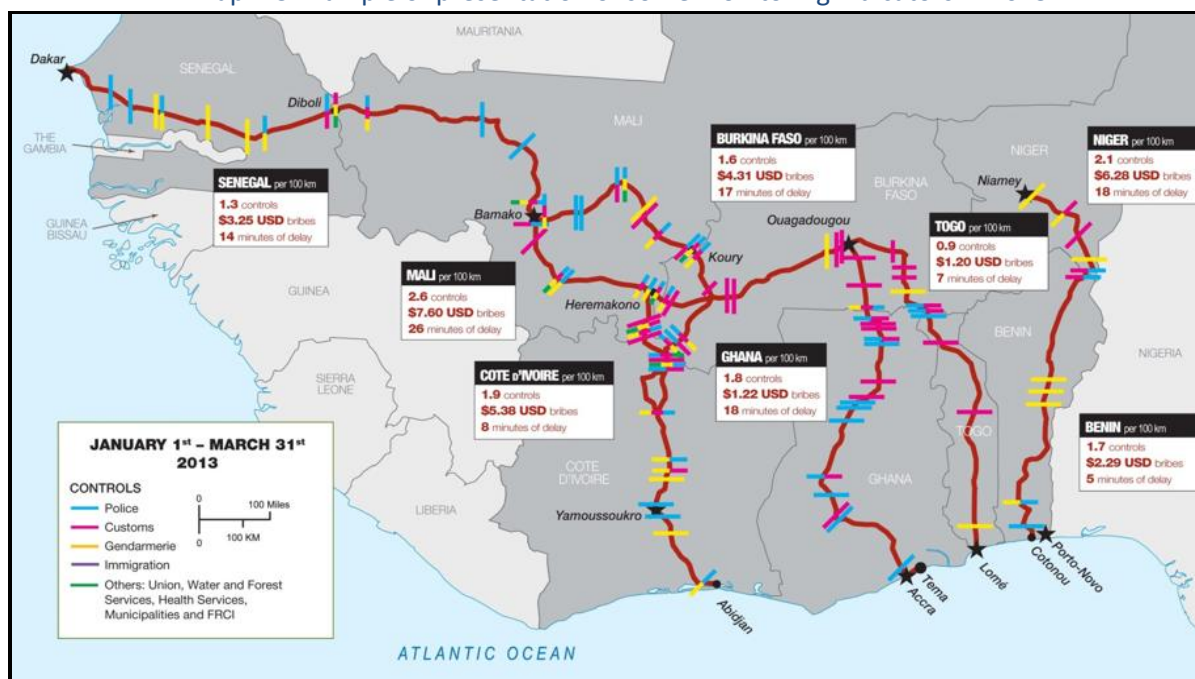 MAURITANIA
Dakar
SENEGAL
Diboli
THE
GAMBIA
MALI
GUINEA
BISSAU
SENEGAL per 100 km
1.3 controls
$3.25 USD bribes
14 minutes of delay
Bamako
BURKINA FASO per 100 km
1.6 controls
$4.31 USD bribes
17 minutes of delay
BURKINA
FASO
NIGER
NIGER per 100 km
2.1 controls
$6.28 USD bribes
18 minutes of delay
Niamey
Ouagadougou
TOGO per 100 km
0.9 controls
$1.20 USD bribes
7 minutes of delay
Koury
GUINEA
MALI per 100 km
2.6 controls
$7.60 USD bribes
26 minutes of delay
Heremakono
BENIN
NIGERIA
SIERRA
LEONE
COTE D'IVOIRE per 100 km
1.9 controls
$5.38 USD bribes
8 minutes of delay
GHANA per 100 km
1.8 controls
$1.22 USD bribes
18 minutes of delay
BENIN per 100 km
1.7 controls
$2.29 USD bribes
5 minutes of delay
TOGO
COTE
D'IVOIRE
GHANA
LIBERIA
Yamoussoukro
Abidjan
Accra
Tema
Lomé
Cotonou
Porto-Novo
JANUARY 1st – MARCH 31st
2013
CONTROLS
Police
Customs
Gendarmerie
Immigration
Others: Union, Water and Forest
Services, Health Services,
Municipalities and FRCI
0 100 Miles
0 100 KM
ATLANTIC OCEAN